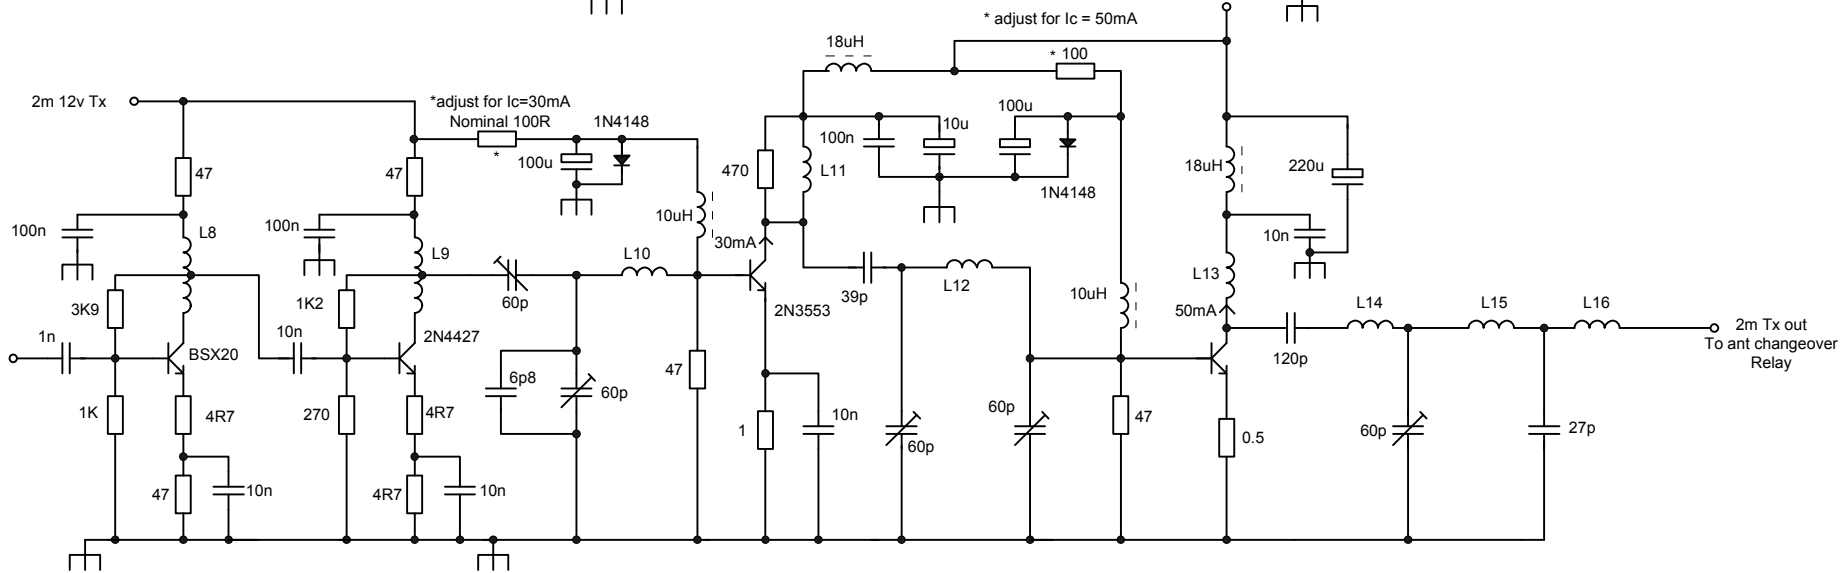 * adjust for Ic = 50mA
18uH
* 100
2m 12v Tx
*adjust for Ic=30mA
Nominal 100R
*
1N4148
100u
100n
10u
100u
1N4148
47
47
470
L11
18uH
220u
100n
L8
100n
L9
10uH
30mA
10n
L10
L12
L13
3K9
1K2
60p
39p
2N3553
10uH
50mA
L14
L15
L16
1n
BSX20
10n
2N4427
120p
2m Tx out
To ant changeover
Relay
1K
4R7
270
4R7
6p8
60p
47
1
10n
60p
60p
47
0.5
60p
27p
47
10n
4R7
10n